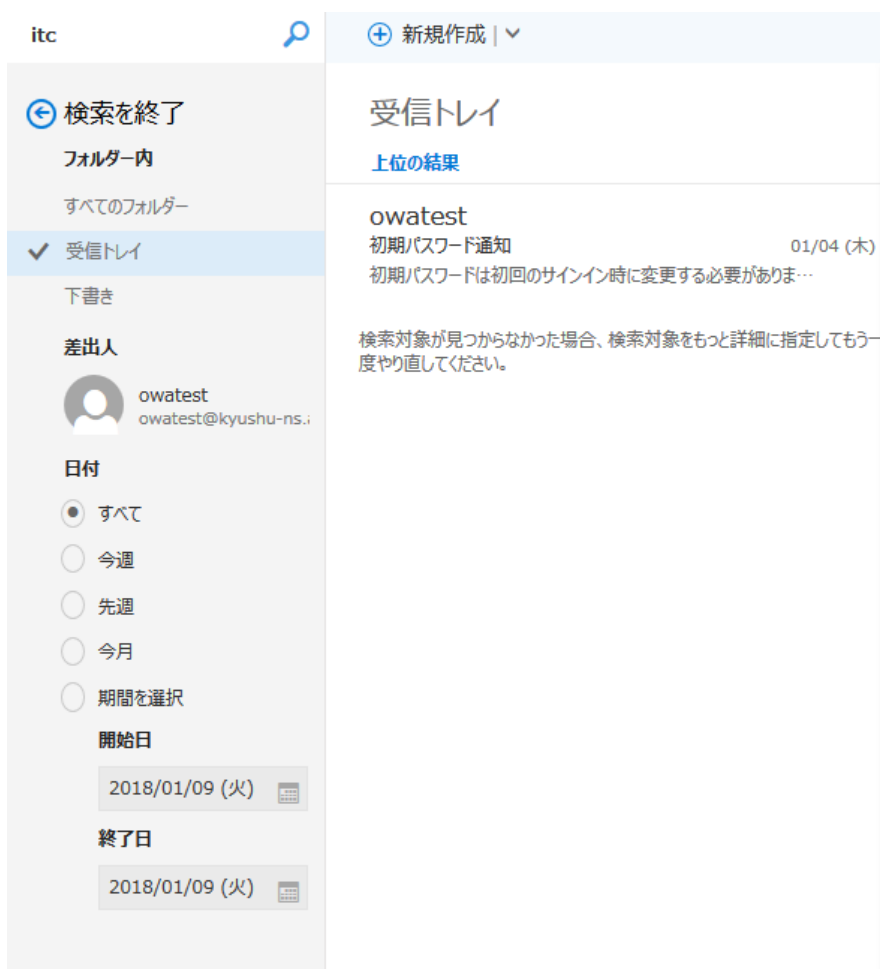 itc
検索を終了
フォルダー内
すべてのフォルダー
受信トレイ
下書き
差出人
owatest
owatest@kyushu-ns.
日付
すべて
今週
先週
今月
期間を選択
開始日
2018/01/09 (火)
終了日
2018/01/09 (火)
新規作成 |
受信トレイ
上位の結果
owatest
初期パスワード通知 01/04 (木)
初期パスワードは初回のサインイン時に変更する必要がありま…
検索対象が見つからなかった場合、検索対象をもっと詳細に指定してもう一
度やり直してください。